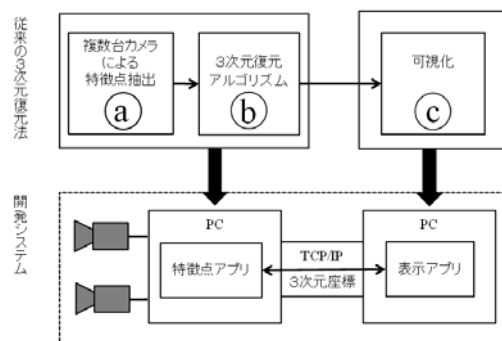 従来の3次元復元法
複数台カメラ
による
特徴点抽出
a
3次元復元
アルゴリズム
b
可視化
c
開発システム
PC
特徴点アプリ
TCP/IP
3次元座標
PC
表示アプリ